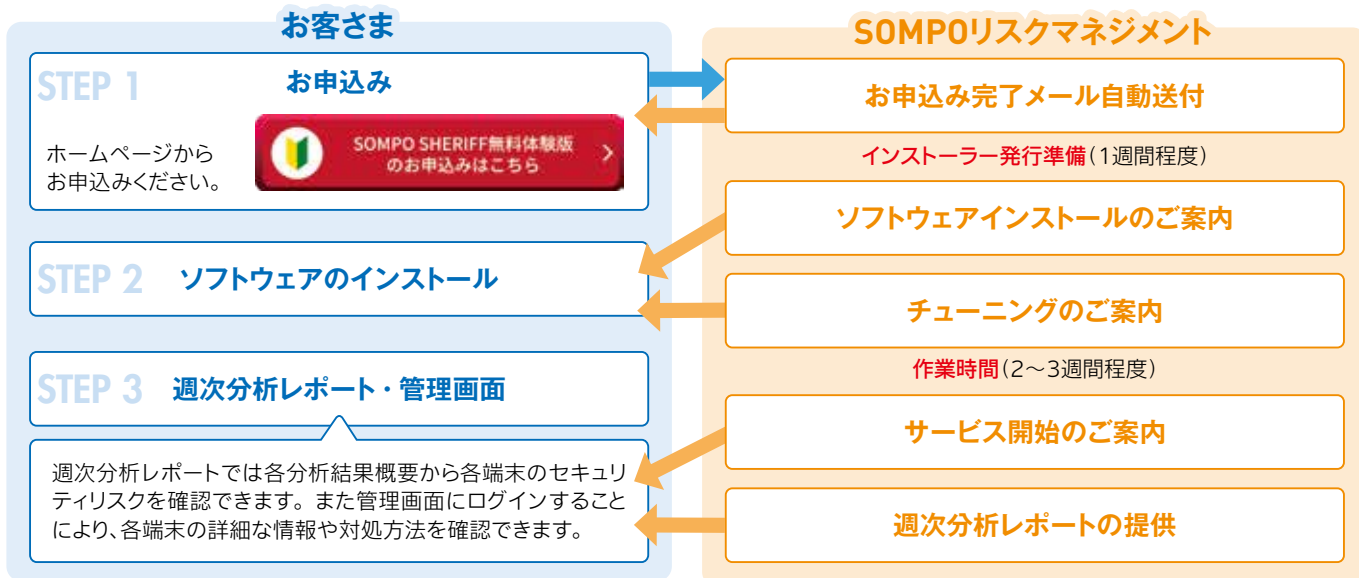 お客さま
STEP 1
お申込み
ホームページから
お申込みください。
SOMPO SHERIFF無料体験版
のお申込みはこちら
STEP 2
ソフトウェアのインストール
STEP 3
週次分析レポート・管理画面
週次分析レポートでは各分析結果概要から各端末のセキュリ
ティリスクを確認できます。また管理画面にログインすること
により、各端末の詳細な情報や対処方法を確認できます。
SOMPOリスクマネジメント
お申込み完了メール自動送付
インストーラー発行準備(1週間程度)
ソフトウェアインストールのご案内
チューニングのご案内
作業時間(2〜3週間程度)
サービス開始のご案内
週次分析レポートの提供